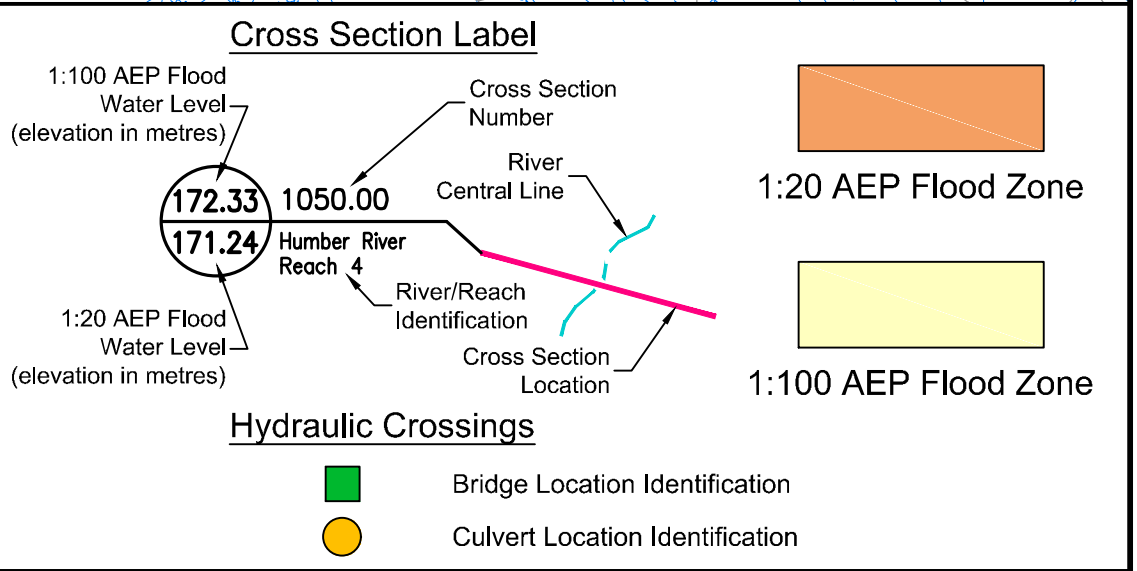 Cross Section Label
1:100 AEP Flood
Water Level
(elevation in metres)
Cross Section
Number
River
Central Line
172.33
1050.00
171.24
Humber River
Reach 4
River/Reach
Identification
1:20 AEP Flood
Water Level
(elevation in metres)
Cross Section
Location
1:20 AEP Flood Zone
1:100 AEP Flood Zone
Hydraulic Crossings
Bridge Location Identification
Culvert Location Identification